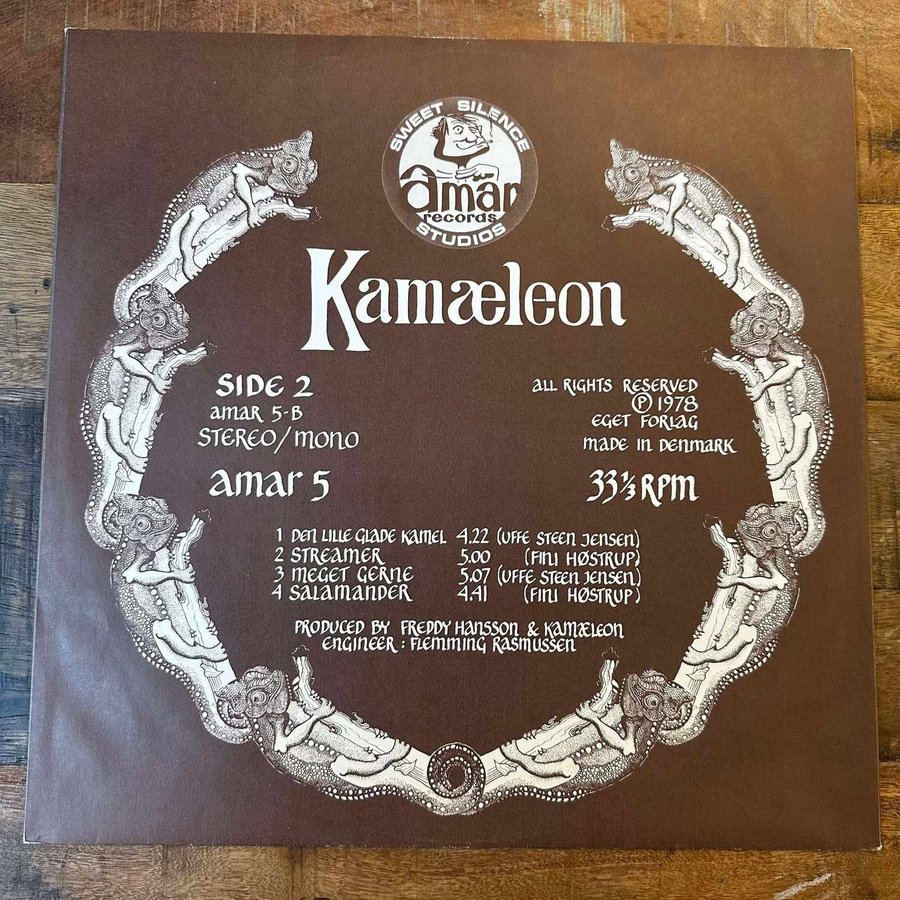 SWEET SILENCE
amar
records
STUDIOS
Kamæleon
SIDE 2
AMAR 5-B
STEREO/MONO
amar 5
ALL RIGHTS RESERVED
Ⓟ 1978
EGET FORLAG
MADE IN DENMARK
33⅓ RPM
1 DEN LILLE GLADE KAMEL 4.22 (UFFE STEEN JENSEN)
2 STREAMER 5.00 (FINI HØSTRUP)
3 MEGET GERNE 5.07 (UFFE STEEN JENSEN)
4 SALAMANDER 4.41 (FINI HØSTRUP)
PRODUCED BY FREDDY HANSSON & KAMÆLEON
ENGINEER : FLEMMING RASMUSSEN